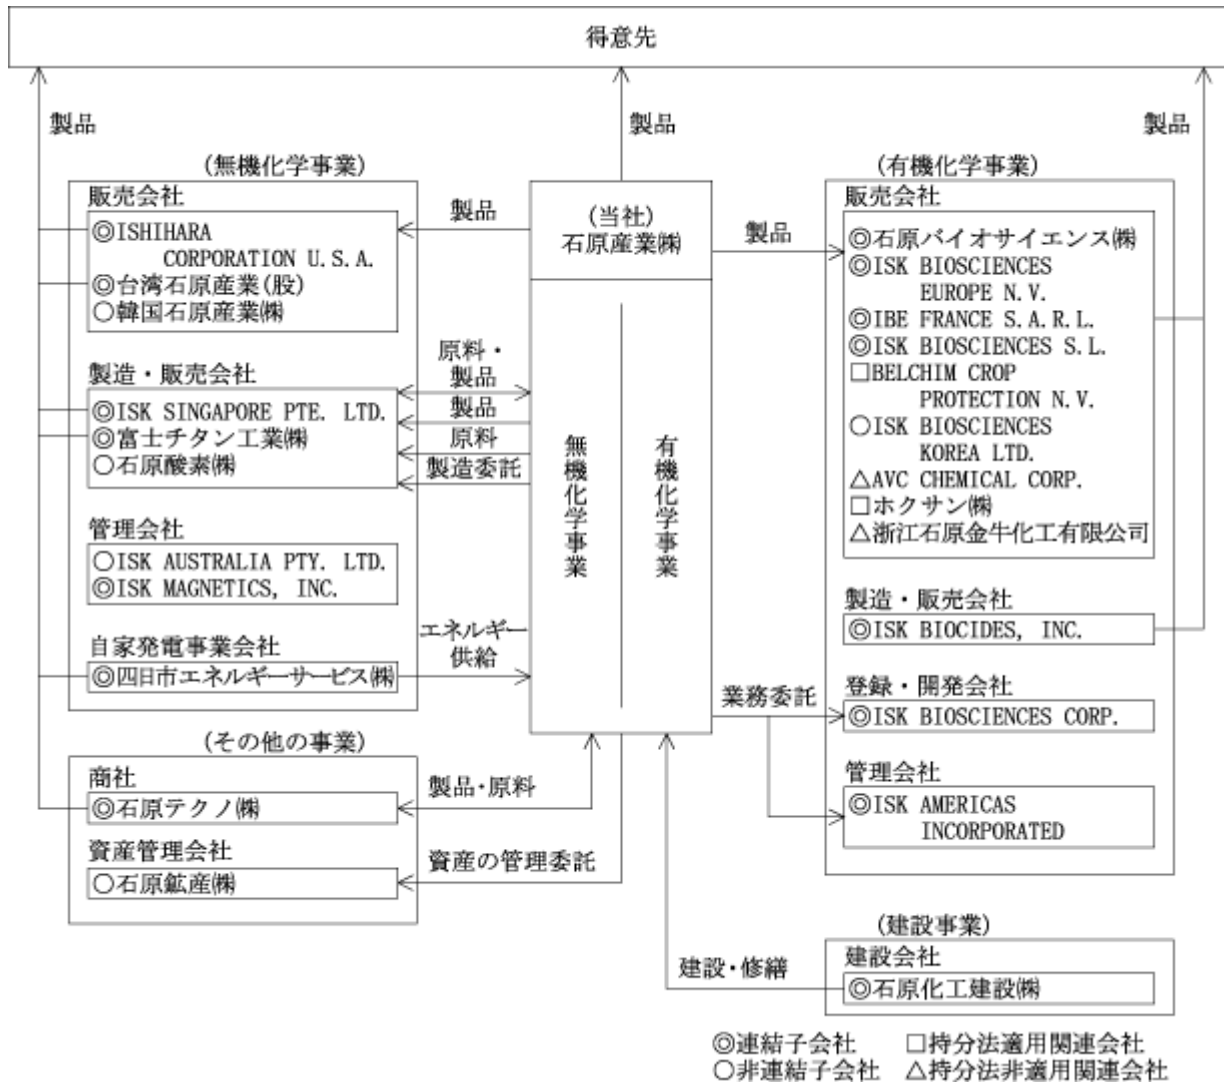 得意先
製品
製品
製品
(無機化学事業)
販売会社
◎ISHIHARA
CORPORATION U.S.A.
◎台湾石原産業(股)
○韓国石原産業㈱
製造・販売会社
◎ISK SINGAPORE PTE. LTD.
◎富士チタン工業㈱
○石原酸素㈱
管理会社
○ISK AUSTRALIA PTY. LTD.
◎ISK MAGNETICS, INC.
自家発電事業会社
◎四日市エネルギーサービス㈱
(その他の事業)
商社
◎石原テクノ㈱
資産管理会社
○石原鉱産㈱
製品
原料・
製品
製品
原料
製造委託
エネルギー
供給
製品・原料
資産の管理委託
(当社)
石原産業㈱
無機化学事業
有機化学事業
製品
業務委託
建設・修繕
(有機化学事業)
販売会社
◎石原バイオサイエンス㈱
◎ISK BIOSCIENCES
EUROPE N.V.
◎IBE FRANCE S.A.R.L.
◎ISK BIOSCIENCES S.L.
□BELCHIM CROP
PROTECTION N.V.
○ISK BIOSCIENCES
KOREA LTD.
△AVC CHEMICAL CORP.
□ホクサン㈱
△浙江石原金牛化工有限公司
製造・販売会社
◎ISK BIOCIDES, INC.
登録・開発会社
◎ISK BIOSCIENCES CORP.
管理会社
◎ISK AMERICAS
INCORPORATED
(建設事業)
建設会社
◎石原化工建設㈱
◎連結子会社 □持分法適用関連会社
○非連結子会社 △持分法非適用関連会社